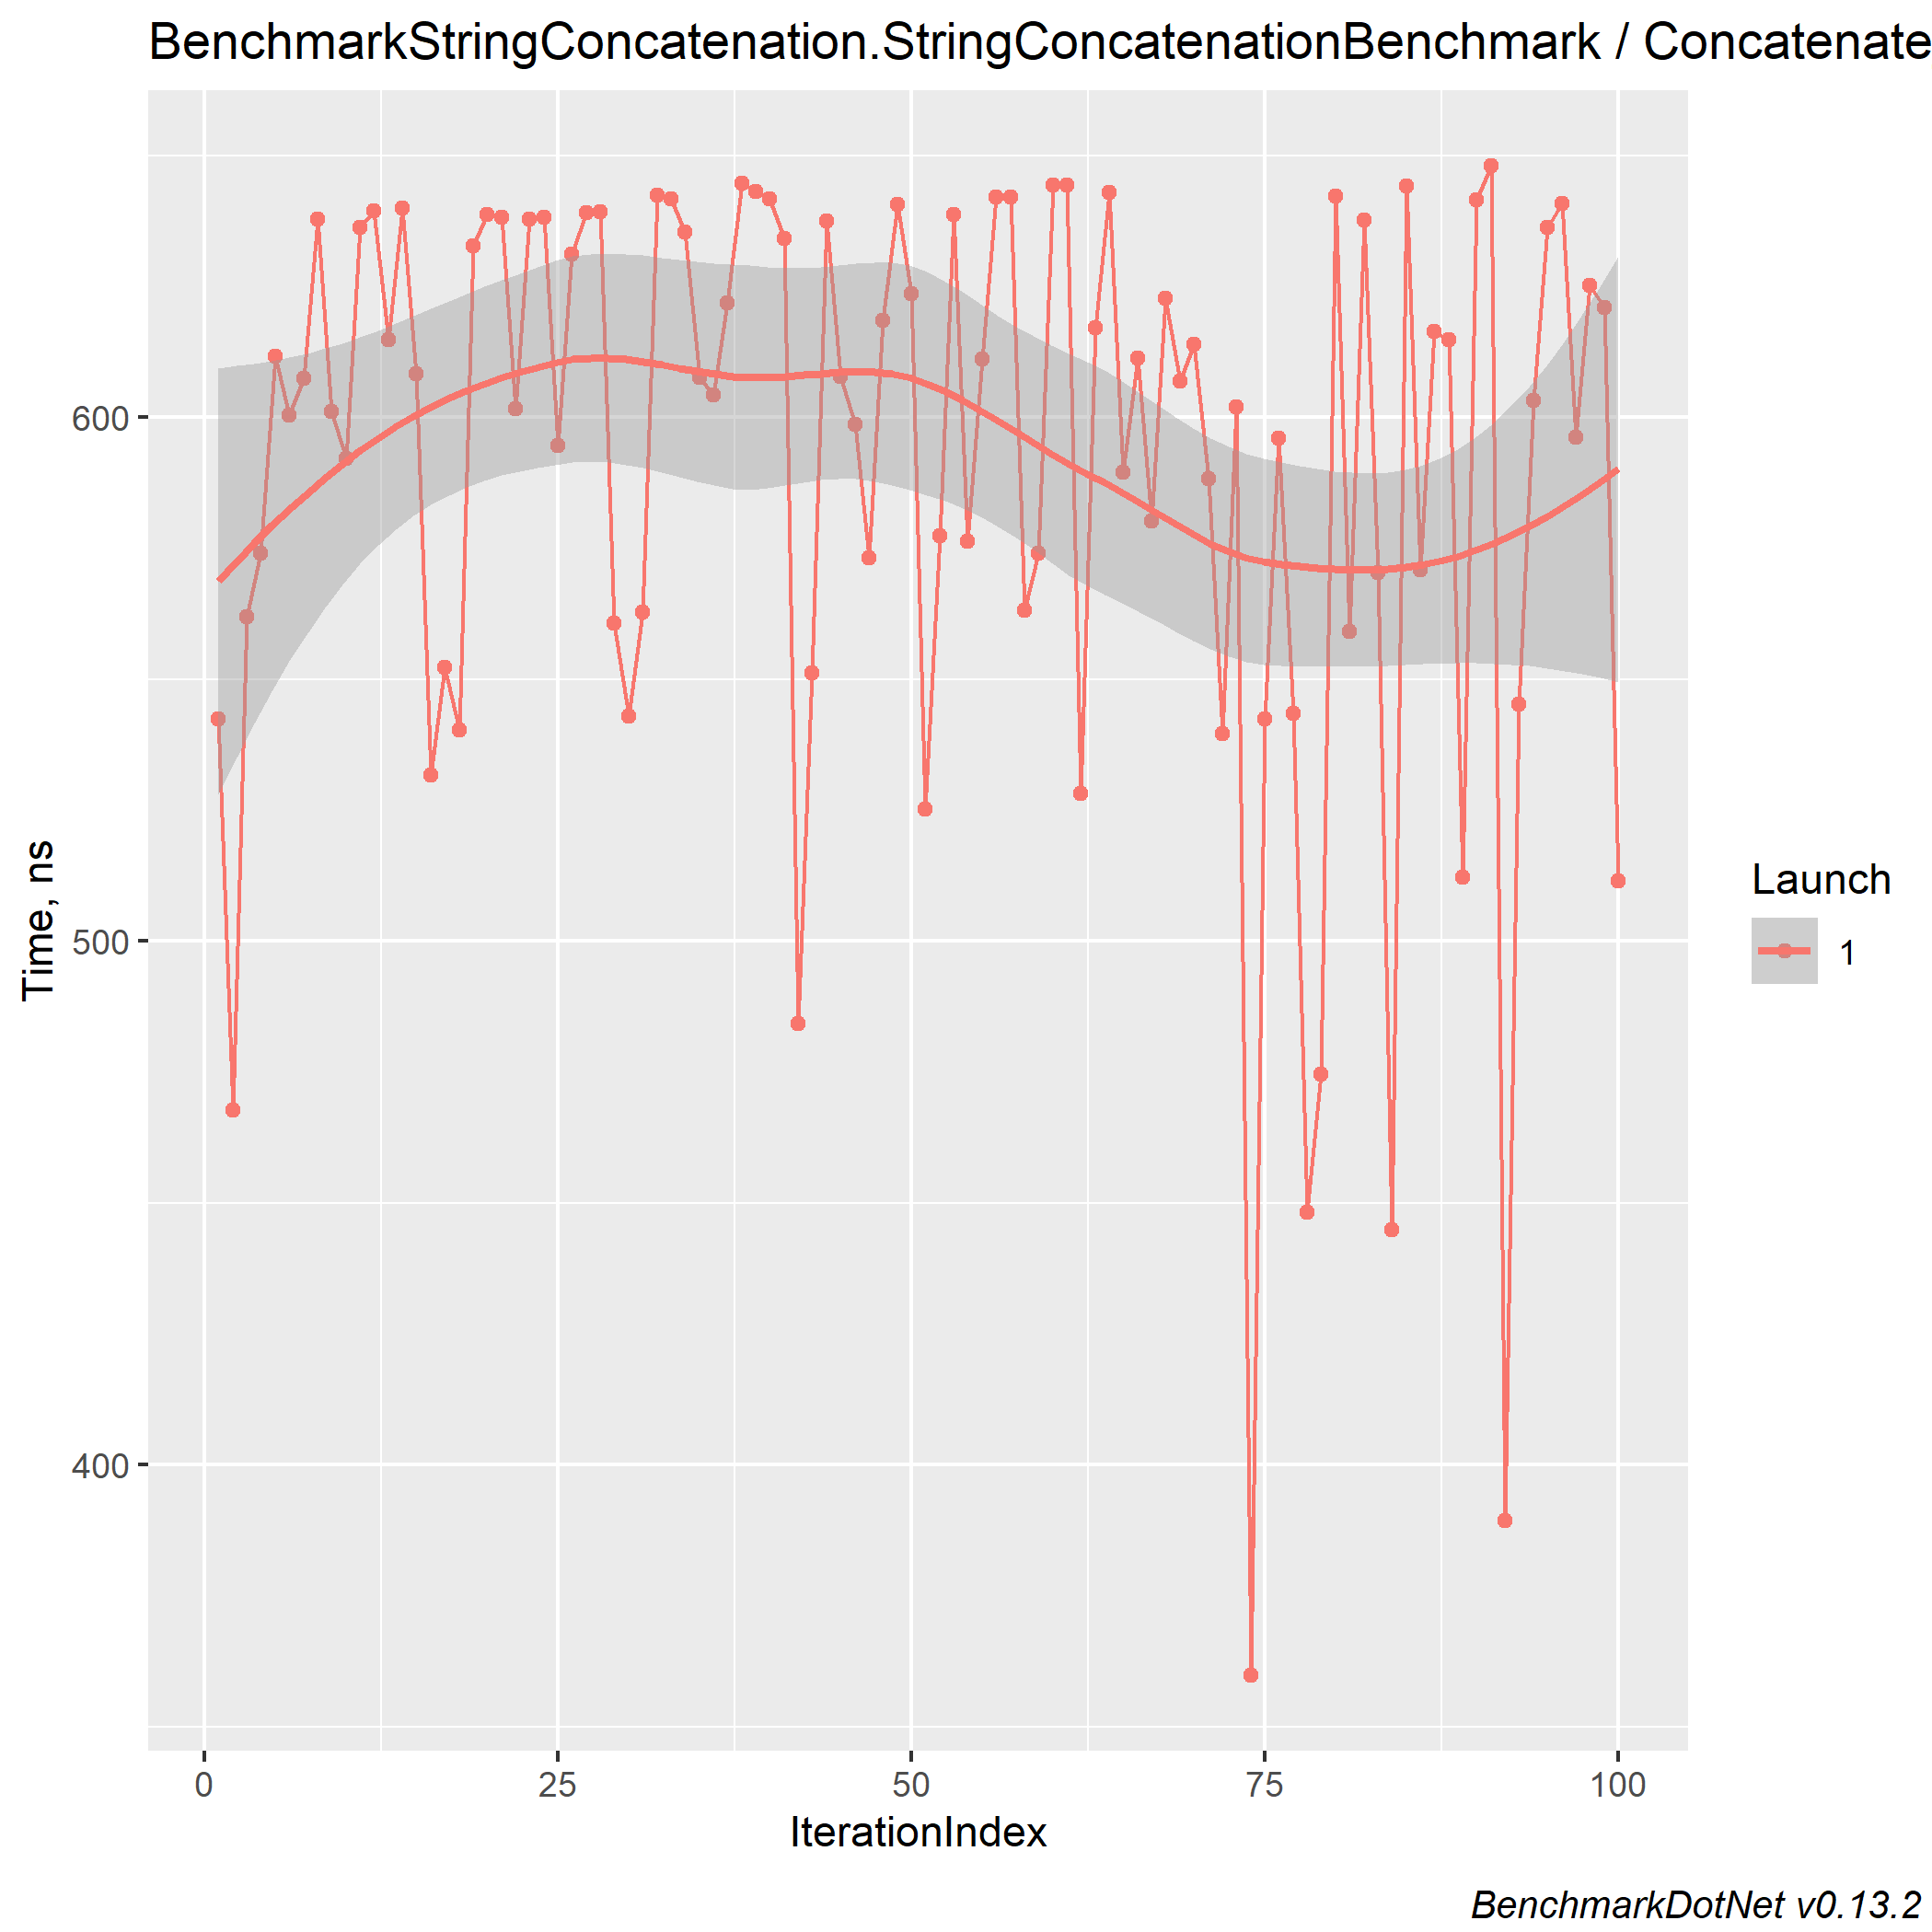 BenchmarkStringConcatenation.StringConcatenationBenchmark / Concatenate
600
500
400
Time, ns
0 25 50 75 100
IterationIndex
Launch
1
BenchmarkDotNet v0.13.2